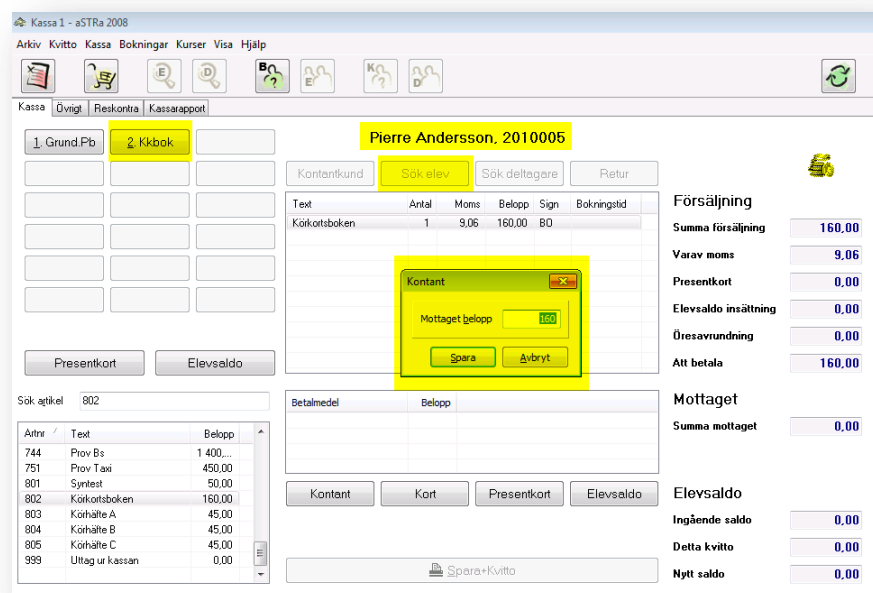 Kassa 1 - aSTRa 2008
Arkiv Kvitto Kassa Bokningar Kurser Visa Hjälp
E D B ? E K ? D
Kassa Övrigt Reskontra Kassarapport
1. Grund.Pb 2. Kkbok
Pierre Andersson, 2010005
Kontantkund Sök elev Sök deltagare Retur
Text Antal Moms Belopp Sign Bokningstid
Körkortsboken 1 9,06 160,00 BO
Kontant
Mottaget belopp 160
Spara Avbryt
Försäljning
Summa försäljning 160,00
Varav moms 9,06
Presentkort 0,00
Elevsaldo insättning 0,00
Öresavrundning 0,00
Att betala 160,00
Presentkort Elevsaldo
Sök artikel 802
Artnr Text Belopp
744 Prov Bs 1 400,...
751 Prov Taxi 450,00
801 Syntest 50,00
802 Körkortsboken 160,00
803 Körhäfte A 45,00
804 Körhäfte B 45,00
805 Körhäfte C 45,00
999 Uttag ur kassan 0,00
Betalmedel Belopp
Kontant Kort Presentkort Elevsaldo
Spara+Kvitto
Mottaget
Summa mottaget 0,00
Elevsaldo
Ingående saldo 0,00
Detta kvitto 0,00
Nytt saldo 0,00